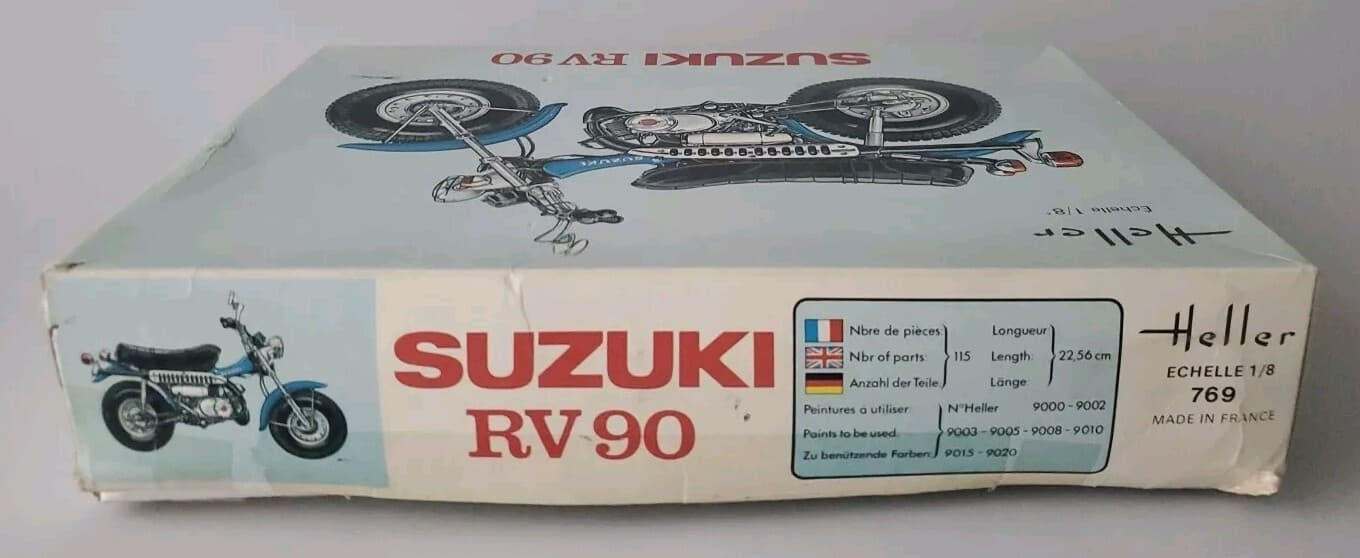 SUZUKI RV 90
SUZUKI
Echelle 1/8e
Heller
SUZUKI
RV 90
Nbre de pièces
Nbr of parts:
Anzahl der Teile.
115
Longueur
Length:
Länge
22,56 cm
Peintures à utiliser
Paints to be used.
Zu benützende Farben:
N° Heller 9000 - 9002
9003 - 9005 - 9008 - 9010
9015 - 9020
Heller
ECHELLE 1/8
769
MADE IN FRANCE